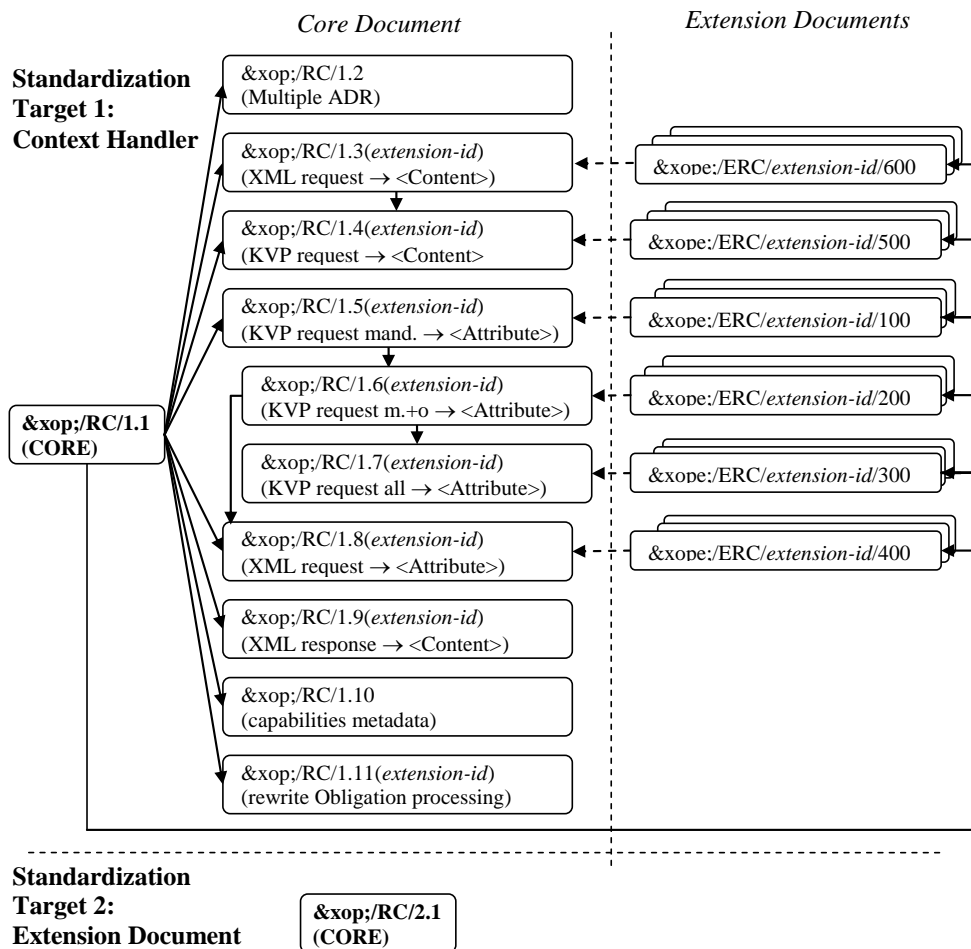 Core Document
Extension Documents
Standardization
Target 1:
Context Handler
&xop;/RC/1.2
(Multiple ADR)
&xop;/RC/1.3(extension-id)
(XML request → <Content>)
&xope;/ERC/extension-id/600
&xop;/RC/1.4(extension-id)
(KVP request → <Content>
&xope;/ERC/extension-id/500
&xop;/RC/1.5(extension-id)
(KVP request mand. → <Attribute>)
&xope;/ERC/extension-id/100
&xop;/RC/1.6(extension-id)
(KVP request m.+o → <Attribute>)
&xope;/ERC/extension-id/200
&xop;/RC/1.1
(CORE)
&xop;/RC/1.7(extension-id)
(KVP request all → <Attribute>)
&xope;/ERC/extension-id/300
&xop;/RC/1.8(extension-id)
(XML request → <Attribute>)
&xope;/ERC/extension-id/400
&xop;/RC/1.9(extension-id)
(XML response → <Content>)
&xop;/RC/1.10
(capabilities metadata)
&xop;/RC/1.11(extension-id)
(rewrite Obligation processing)
Standardization
Target 2:
Extension Document
&xop;/RC/2.1
(CORE)